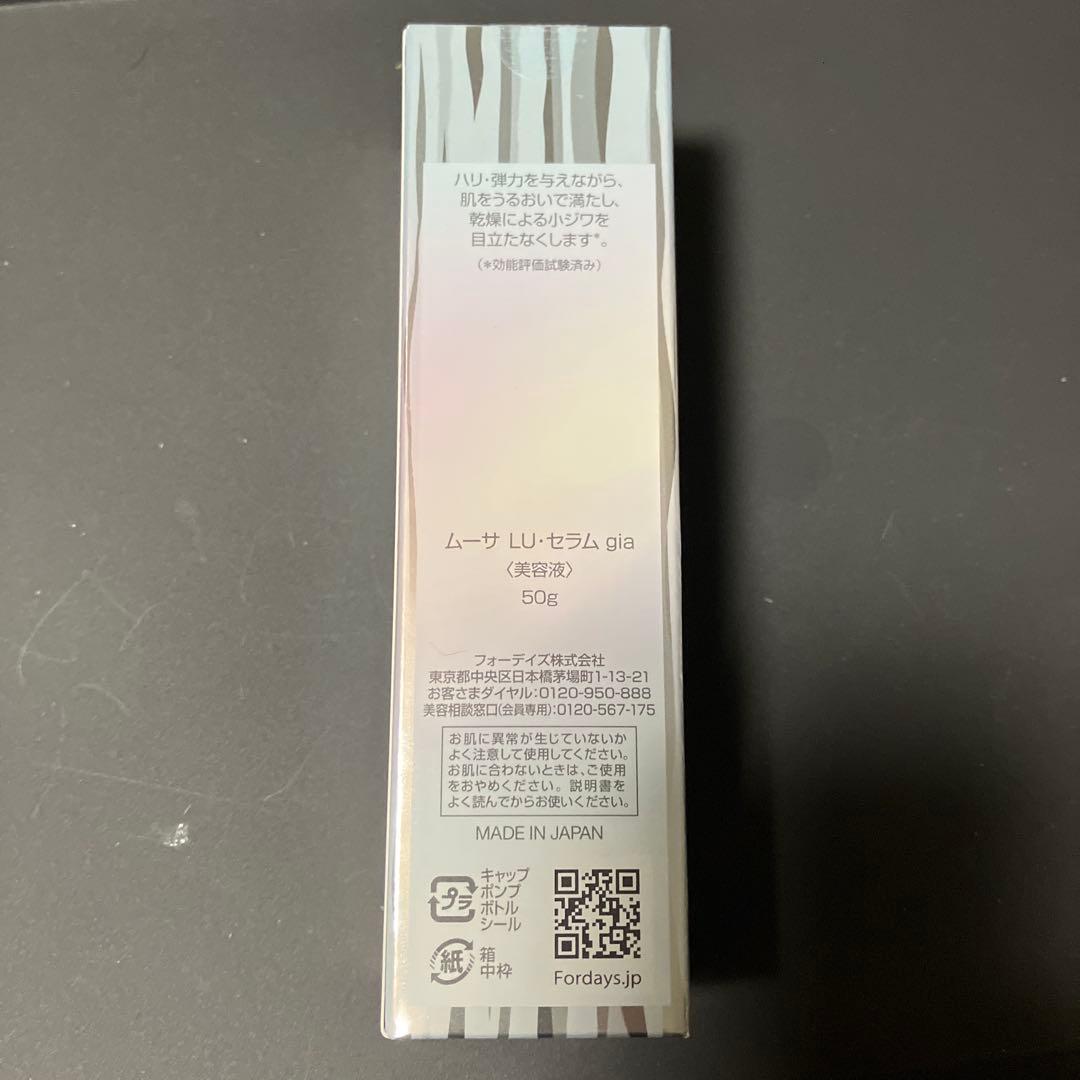 ハリ・弾力を与えながら、
肌をうるおいで満たし、
乾燥による小ジワを
目立たなくします*。
(*効能評価試験済み)
ムーサ LU・セラム gia
〈美容液〉
50g
フォーデイズ株式会社
東京都中央区日本橋茅場町1-13-21
お客さまダイヤル:0120-950-888
美容相談窓口(会員専用):0120-567-175
お肌に異常が生じていないか
よく注意して使用してください。
お肌に合わないときは、ご使用
をおやめください。説明書を
よく読んでからお使いください。
MADE IN JAPAN
プラ
キャップ
ポンプ
ボトル
シール
紙
箱
中枠
Fordays.jp